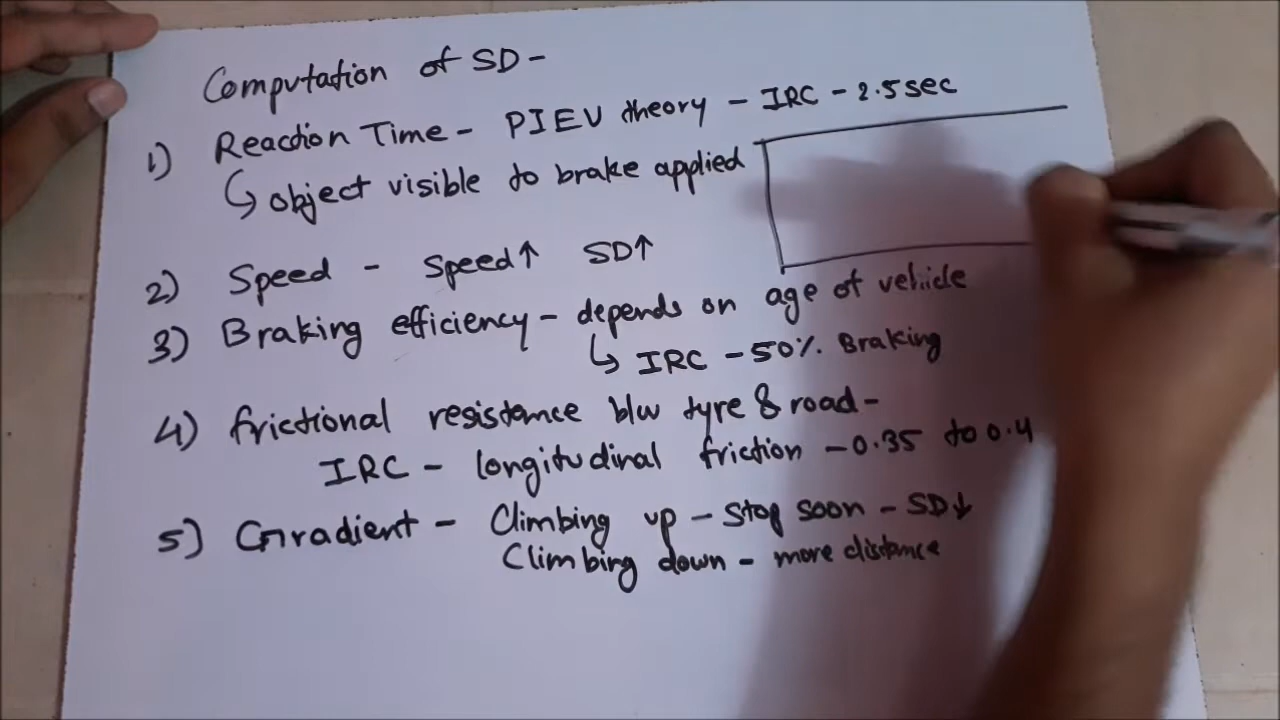 Computation of SD-
1) Reaction Time - PIEV theory - IRC - 2.5sec
↳ object visible to brake applied
2) Speed - Speed↑ SD↑
3) Braking efficiency - depends on age of vehicle
↳ IRC - 50% Braking
4) frictional resistance b/w tyre & road -
IRC - longitudinal friction - 0.35 to 0.4
5) Gradient - Climbing up - Stop soon - SD↓
Climbing down - more distance